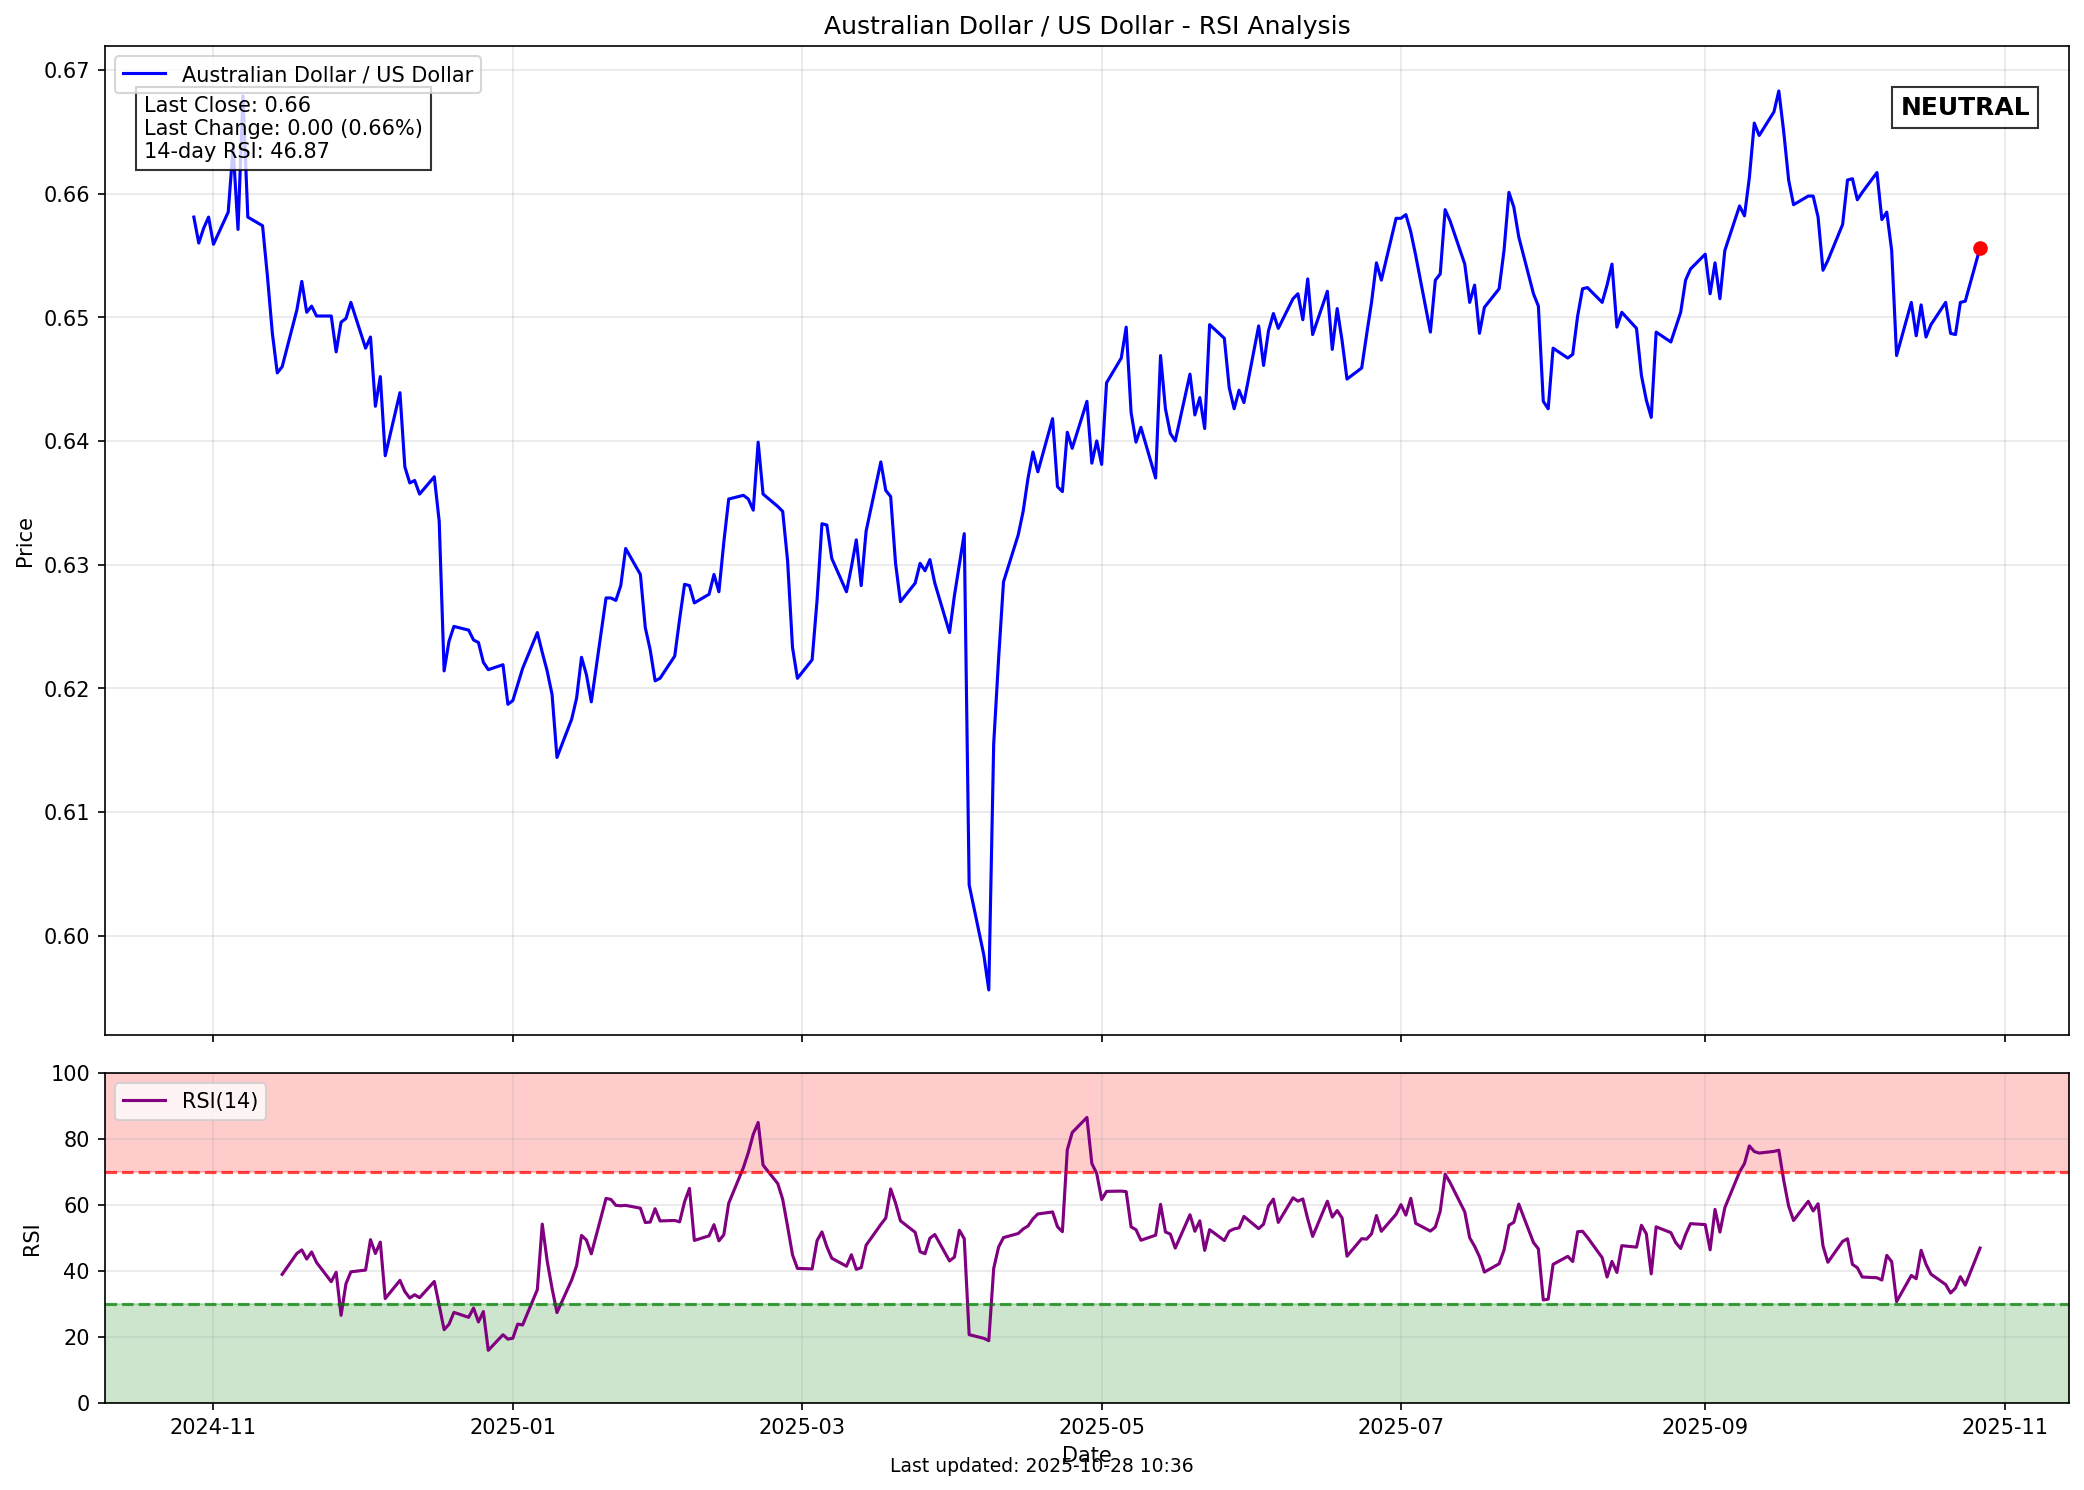 Australian Dollar / US Dollar - RSI Analysis
Australian Dollar / US Dollar
Last Close: 0.66
Last Change: 0.00 (0.66%)
14-day RSI: 46.87
NEUTRAL
0.67
0.66
0.65
0.64
0.63
0.62
0.61
0.60
Price
RSI(14)
100
80
60
40
20
0
RSI
2024-11
2025-01
2025-03
2025-05
2025-07
2025-09
2025-11
Date
Last updated: 2025-10-28 10:36